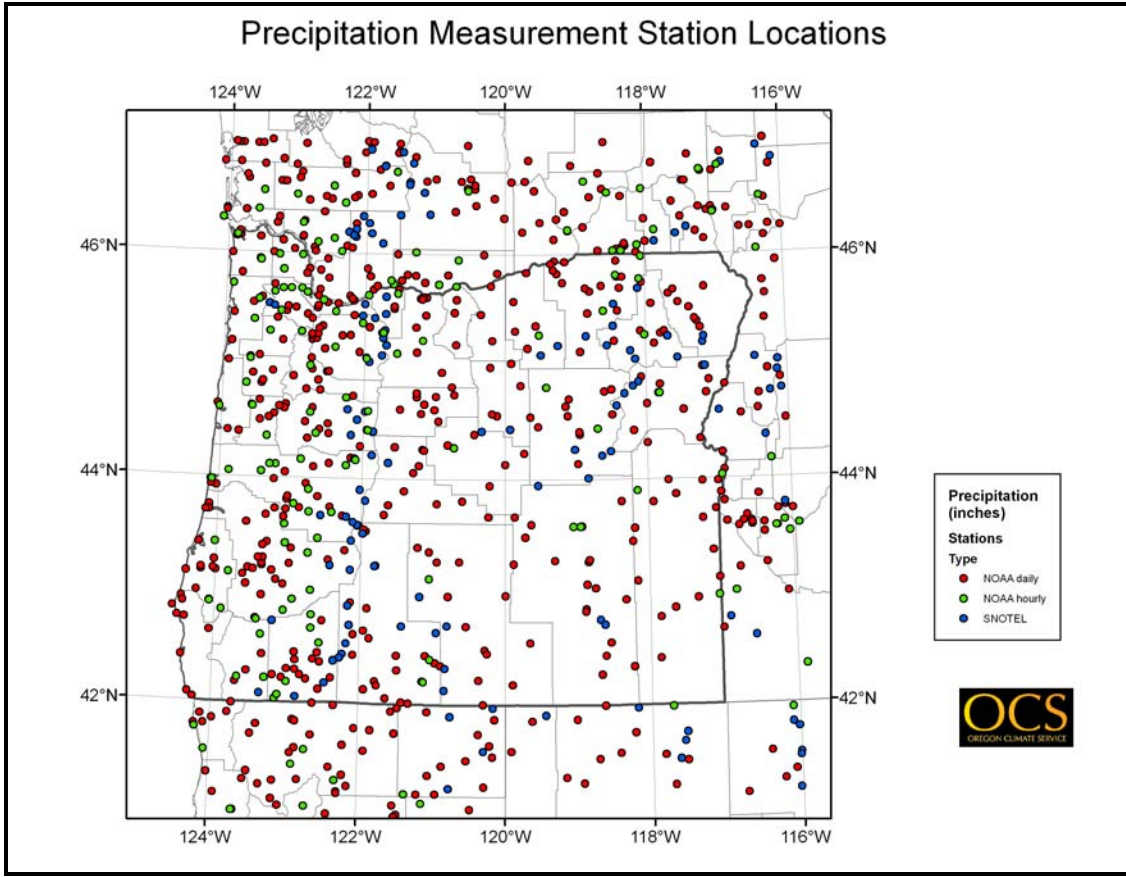 Precipitation Measurement Station Locations
124°W 122°W 120°W 118°W 116°W
46°N 46°N
44°N 44°N
42°N 42°N
124°W 122°W 120°W 118°W 116°W
Precipitation
(inches)
Stations
Type
NOAA daily
NOAA hourly
SNOTEL
OCS
OREGON CLIMATE SERVICE